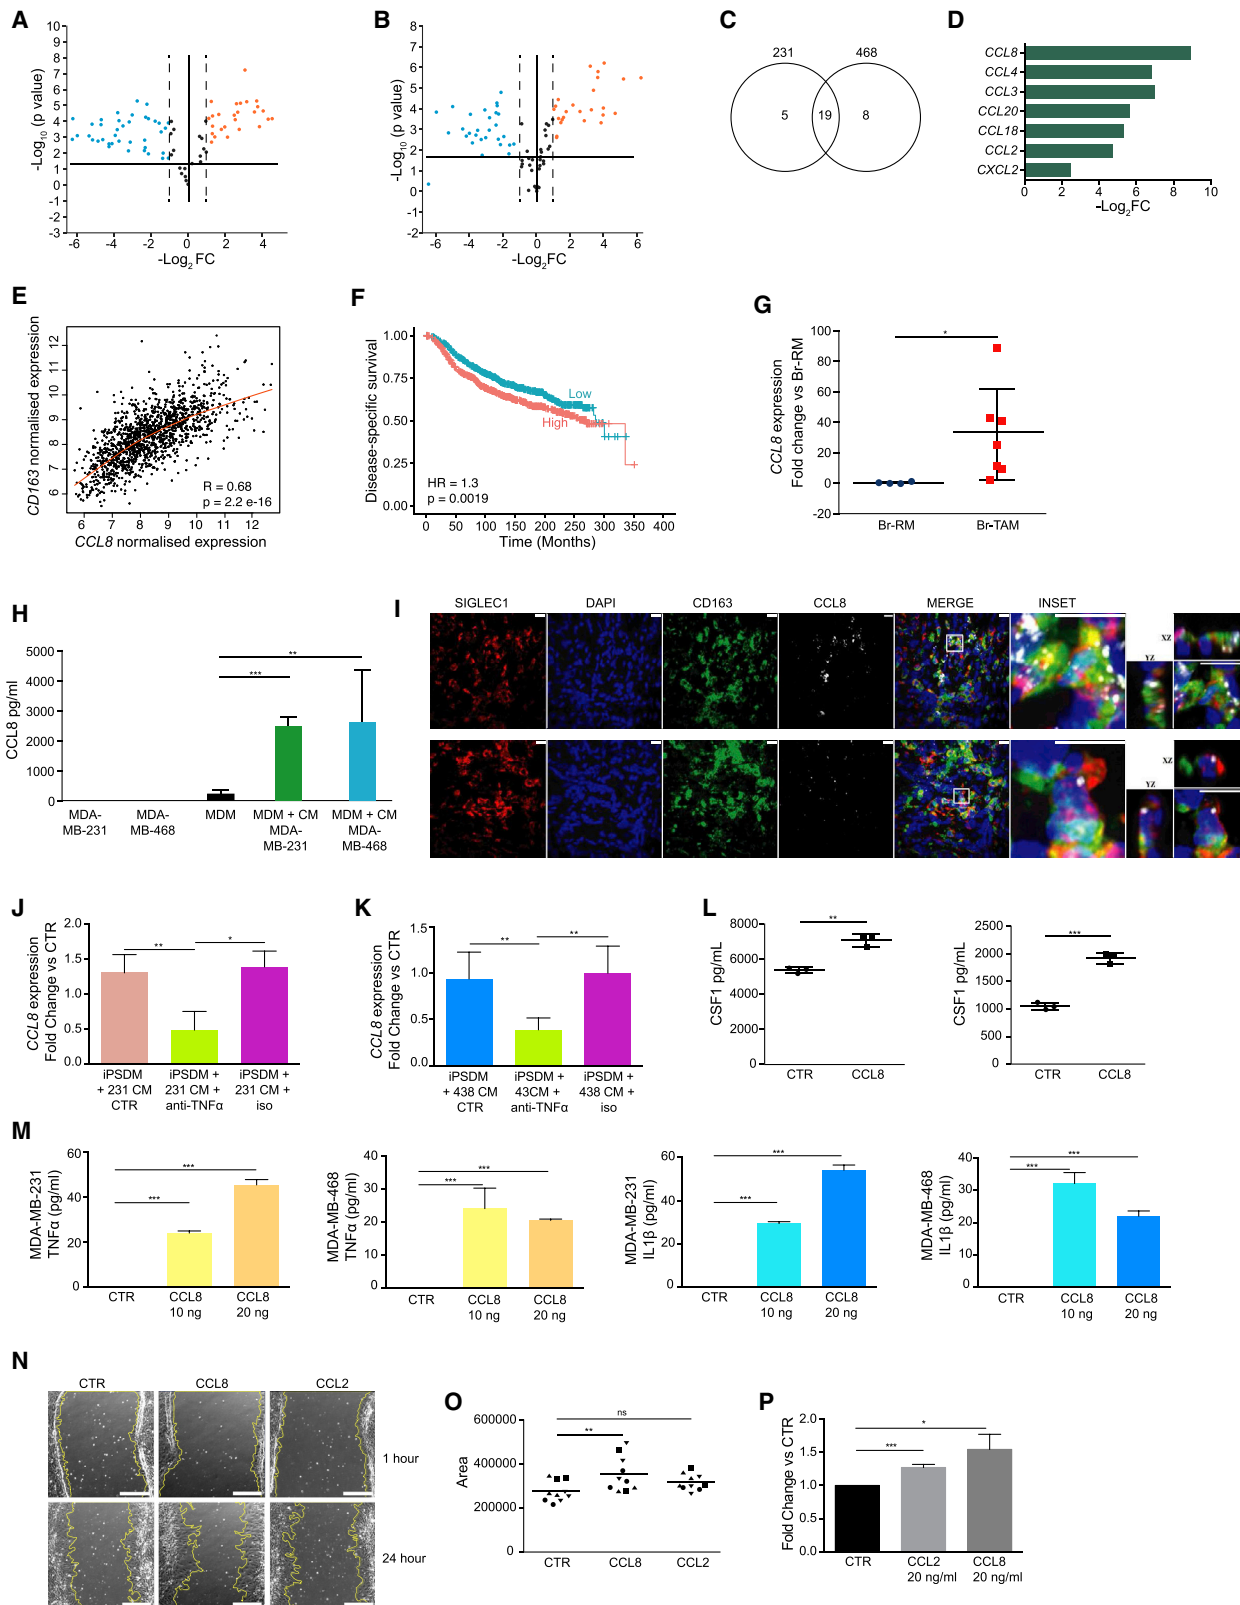 A
B
C
D
10
9
8
7
6
5
4
3
2
1
0
-1
-2
-3
-Log10 (p value)
-6 -4 -2 0 2 4
-Log2 FC
8
7
6
5
4
3
2
1
0
-1
-2
-Log10 (p value)
-6 -4 -2 0 2 4 6
-Log2 FC
231 468
5 19 8
CCL8
CCL4
CCL3
CCL20
CCL18
CCL2
CXCL2
0 2 4 6 8 10
-Log2FC
E
F
G
CD163 normalised expression
12
11
10
9
8
7
6
R = 0.68
p = 2.2 e-16
6 7 8 9 10 11 12
CCL8 normalised expression
Disease-specific survival
1.00
0.75
0.50
0.25
0.00
Low
High
HR = 1.3
p = 0.0019
0 50 100 150 200 250 300 350 400
Time (Months)
CCL8 expression
Fold change vs Br-RM
100
80
60
40
20
0
-20
*
Br-RM Br-TAM
H
I
CCL8 pg/ml
5000
4000
3000
2000
1000
0
**
***
MDA-MB-231
MDA-MB-468
MDM
MDM + CM MDA-MB-231
MDM + CM MDA-MB-468
SIGLEC1 DAPI CD163 CCL8 MERGE INSET
XZ
YZ
XZ
YZ
J
K
L
CCL8 expression
Fold Change vs CTR
2.0
1.5
1.0
0.5
0.0
** *
iPSDM + 231 CM CTR
iPSDM + 231 CM + anti-TNFα
iPSDM + 231 CM + iso
CCL8 expression
Fold Change vs CTR
1.5
1.0
0.5
0.0
** **
iPSDM + 438 CM CTR
iPSDM + 43CM + anti-TNFα
iPSDM + 438 CM + iso
CSF1 pg/mL
8000
6000
4000
2000
0
**
CTR CCL8
CSF1 pg/mL
2500
2000
1500
1000
500
0
***
CTR CCL8
M
MDA-MB-231
TNFα (pg/ml)
60
40
20
0
***
***
CTR CCL8 10 ng CCL8 20 ng
MDA-MB-468
TNFα (pg/ml)
40
30
20
10
0
***
***
CTR CCL8 10 ng CCL8 20 ng
MDA-MB-231
IL1β (pg/ml)
60
40
20
0
***
***
CTR CCL8 10 ng CCL8 20 ng
MDA-MB-468
IL1β (pg/ml)
40
30
20
10
0
***
***
CTR CCL8 10 ng CCL8 20 ng
N
CTR CCL8 CCL2
1 hour
24 hour
O
Area
600000
400000
200000
0
ns
**
CTR CCL8 CCL2
P
Fold Change vs CTR
2.0
1.5
1.0
0.5
0.0
*
***
CTR CCL2 20 ng/ml CCL8 20 ng/ml